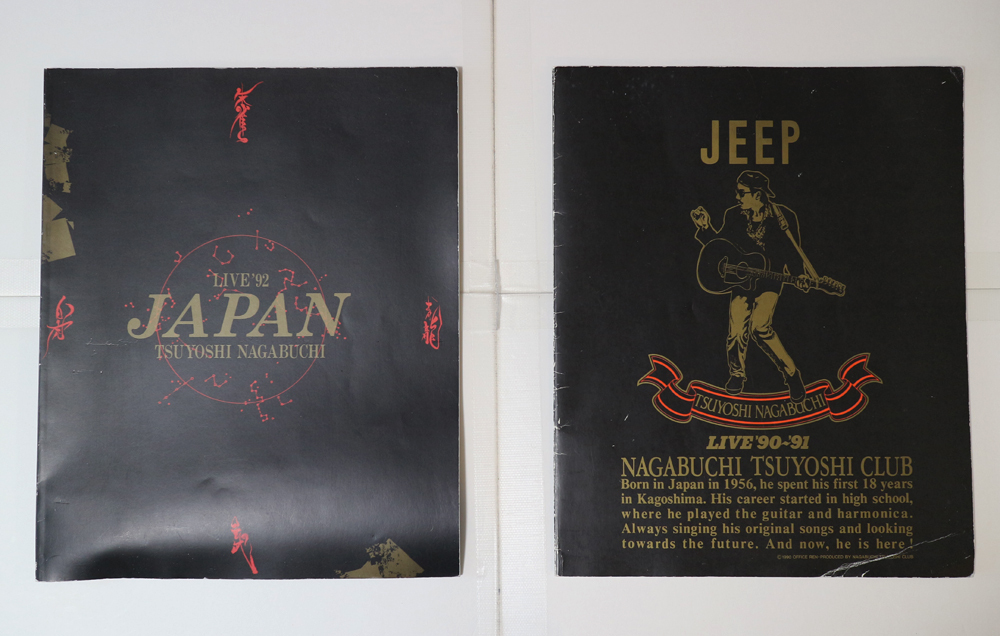 朱雀
LIVE '92
JAPAN
TSUYOSHI NAGABUCHI
JEEP
TSUYOSHI NAGABUCHI
LIVE '90~'91
NAGABUCHI TSUYOSHI CLUB
Born in Japan in 1956, he spent his first 18 years
in Kagoshima. His career started in high school,
where he played the guitar and harmonica.
Always singing his original songs and looking
towards the future. And now, he is here!